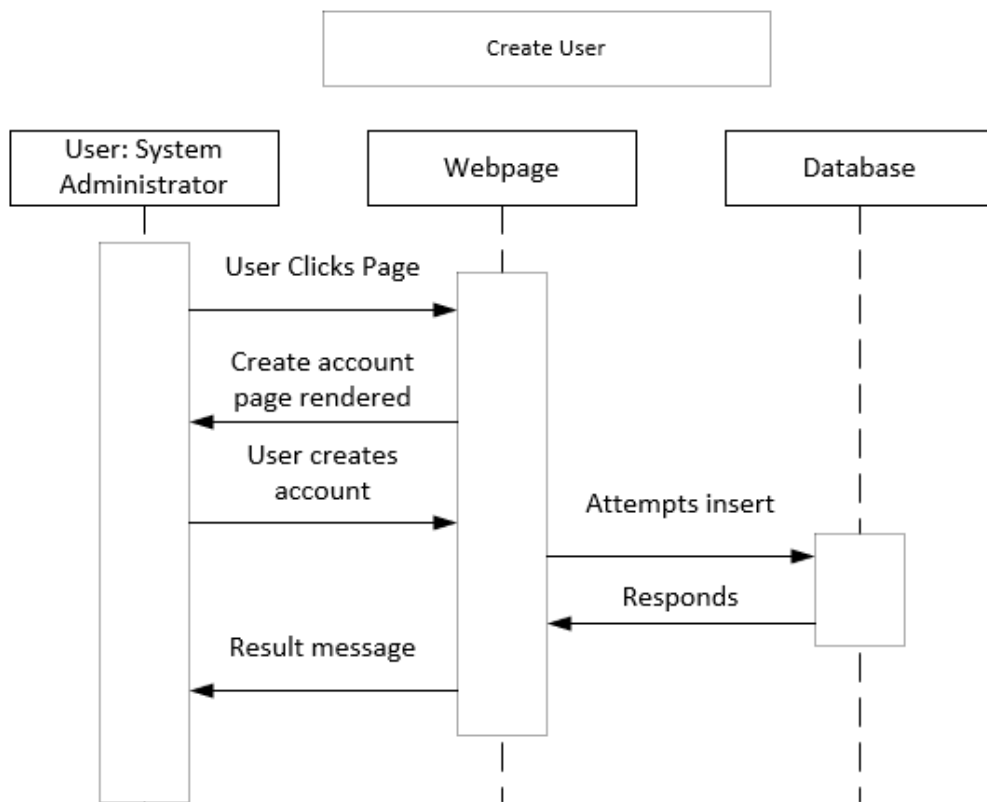 Create User
User: System
Administrator
Webpage
Database
User Clicks Page
Create account
page rendered
User creates
account
Attempts insert
Responds
Result message